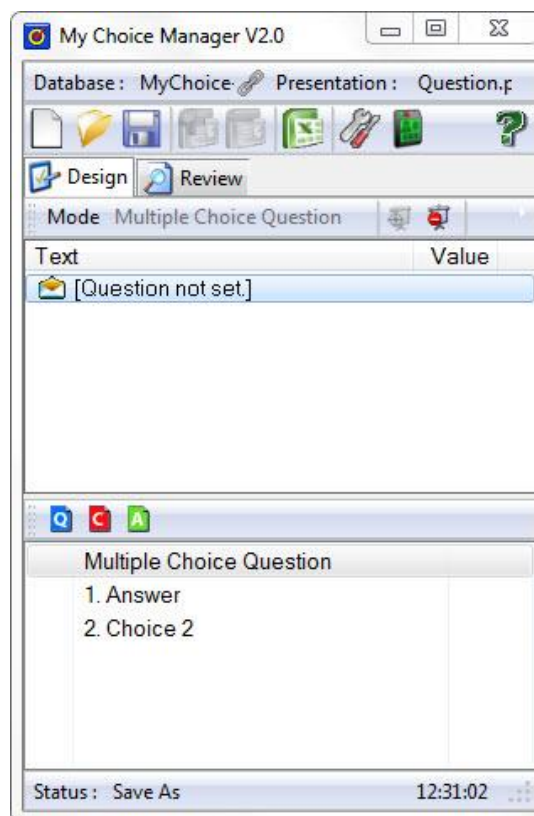 My Choice Manager V2.0
Database : MyChoice- Presentation : Question.p
Design Review
Mode Multiple Choice Question
Text Value
[Question not set.]
Q C A
Multiple Choice Question
1. Answer
2. Choice 2
Status : Save As 12:31:02